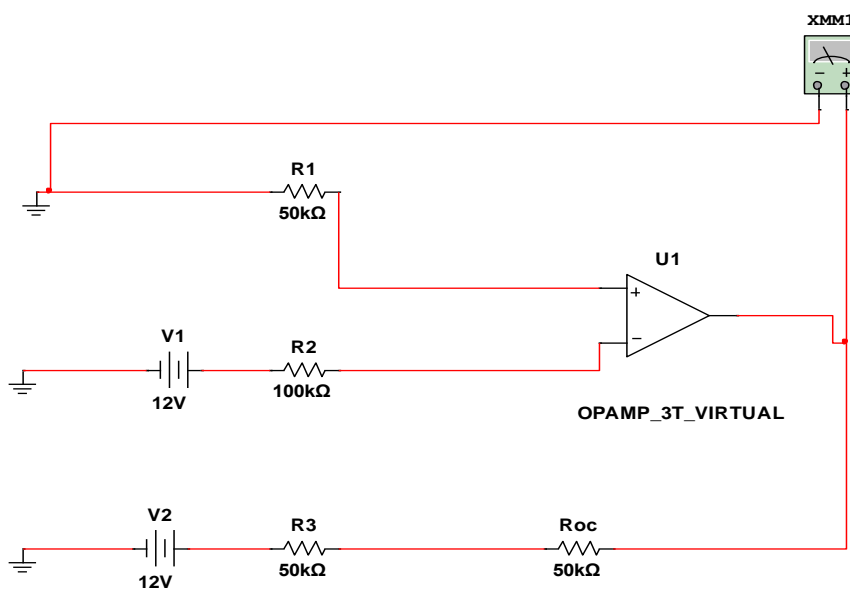 XMM1
R1
50kΩ
U1
V1
R2
12V
100kΩ
OPAMP_3T_VIRTUAL
V2
R3
Roc
12V
50kΩ
50kΩ